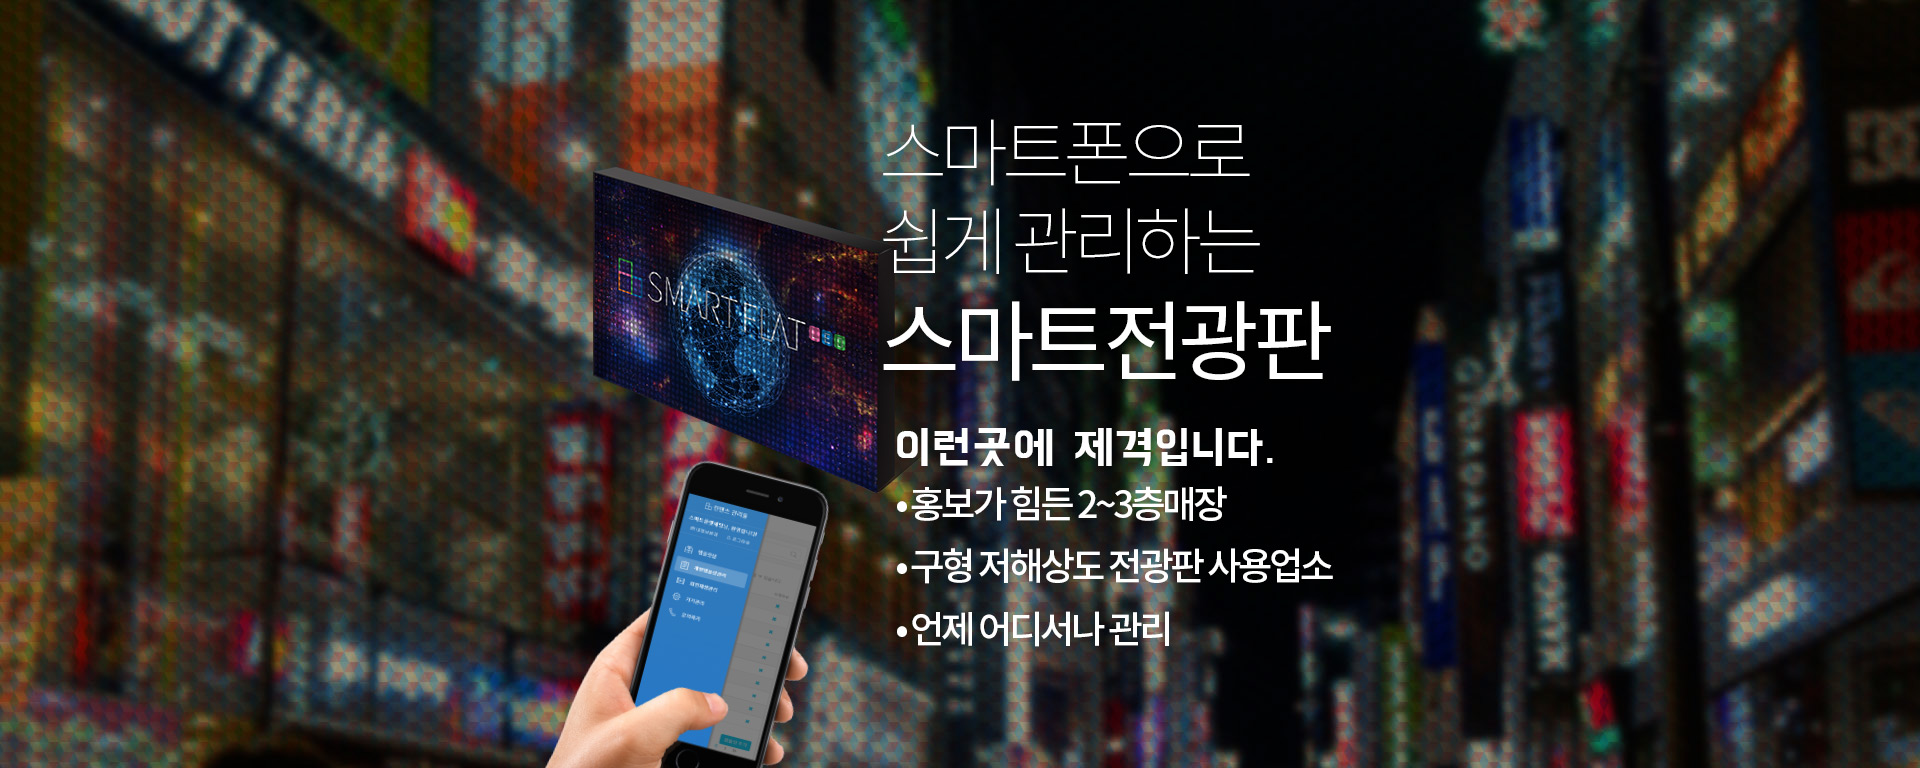 스마트폰으로
쉽게 관리하는
스마트전광판
SMART FLAT
이런곳에 제격입니다.
• 홍보가 힘든 2~3층매장
• 구형 저해상도 전광판 사용업소
• 언제 어디서나 관리